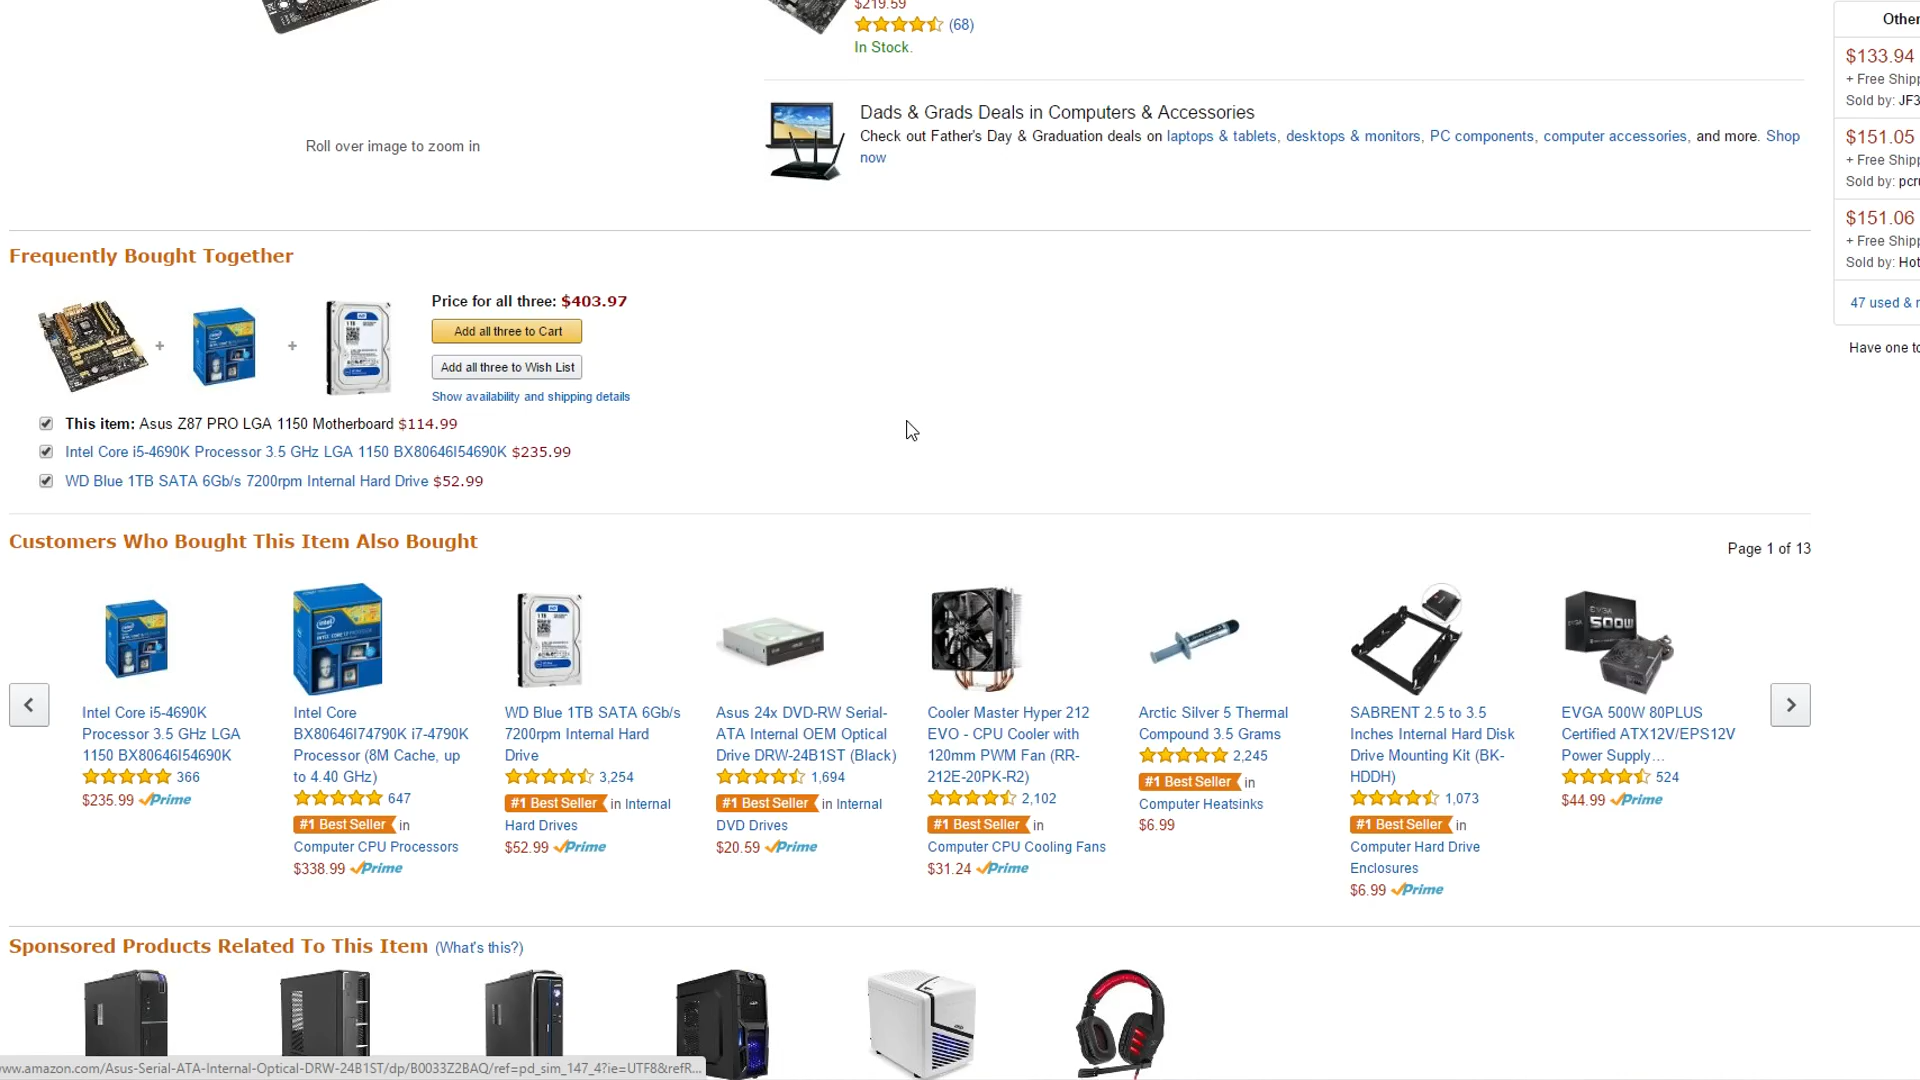 $219.59
(68)
In Stock.
Dads & Grads Deals in Computers & Accessories
Check out Father's Day & Graduation deals on laptops & tablets, desktops & monitors, PC components, computer accessories, and more. Shop
now
Roll over image to zoom in
Other
$133.94
+ Free Shipp
Sold by: JF3
$151.05
+ Free Shipp
Sold by: pcru
$151.06
+ Free Shipp
Sold by: Hot
47 used & n
Have one to
Frequently Bought Together
Price for all three: $403.97
Add all three to Cart
Add all three to Wish List
Show availability and shipping details
This item: Asus Z87 PRO LGA 1150 Motherboard $114.99
Intel Core i5-4690K Processor 3.5 GHz LGA 1150 BX80646I54690K $235.99
WD Blue 1TB SATA 6Gb/s 7200rpm Internal Hard Drive $52.99
Customers Who Bought This Item Also Bought
Page 1 of 13
EVGA
500W
Intel Core i5-4690K
Processor 3.5 GHz LGA
1150 BX80646I54690K
366
$235.99 Prime
Intel Core
BX80646I74790K i7-4790K
Processor (8M Cache, up
to 4.40 GHz)
647
#1 Best Seller in
Computer CPU Processors
$338.99 Prime
WD Blue 1TB SATA 6Gb/s
7200rpm Internal Hard
Drive
3,254
#1 Best Seller in Internal
Hard Drives
$52.99 Prime
Asus 24x DVD-RW Serial-
ATA Internal OEM Optical
Drive DRW-24B1ST (Black)
1,694
#1 Best Seller in Internal
DVD Drives
$20.59 Prime
Cooler Master Hyper 212
EVO - CPU Cooler with
120mm PWM Fan (RR-
212E-20PK-R2)
2,102
#1 Best Seller in
Computer CPU Cooling Fans
$31.24 Prime
Arctic Silver 5 Thermal
Compound 3.5 Grams
2,245
#1 Best Seller in
Computer Heatsinks
$6.99
SABRENT 2.5 to 3.5
Inches Internal Hard Disk
Drive Mounting Kit (BK-
HDDH)
1,073
#1 Best Seller in
Computer Hard Drive
Enclosures
$6.99 Prime
EVGA 500W 80PLUS
Certified ATX12V/EPS12V
Power Supply...
524
$44.99 Prime
Sponsored Products Related To This Item (What's this?)
ww.amazon.com/Asus-Serial-ATA-Internal-Optical-DRW-24B1ST/dp/B0033Z2BAQ/ref=pd_sim_147_4?ie=UTF8&refR...